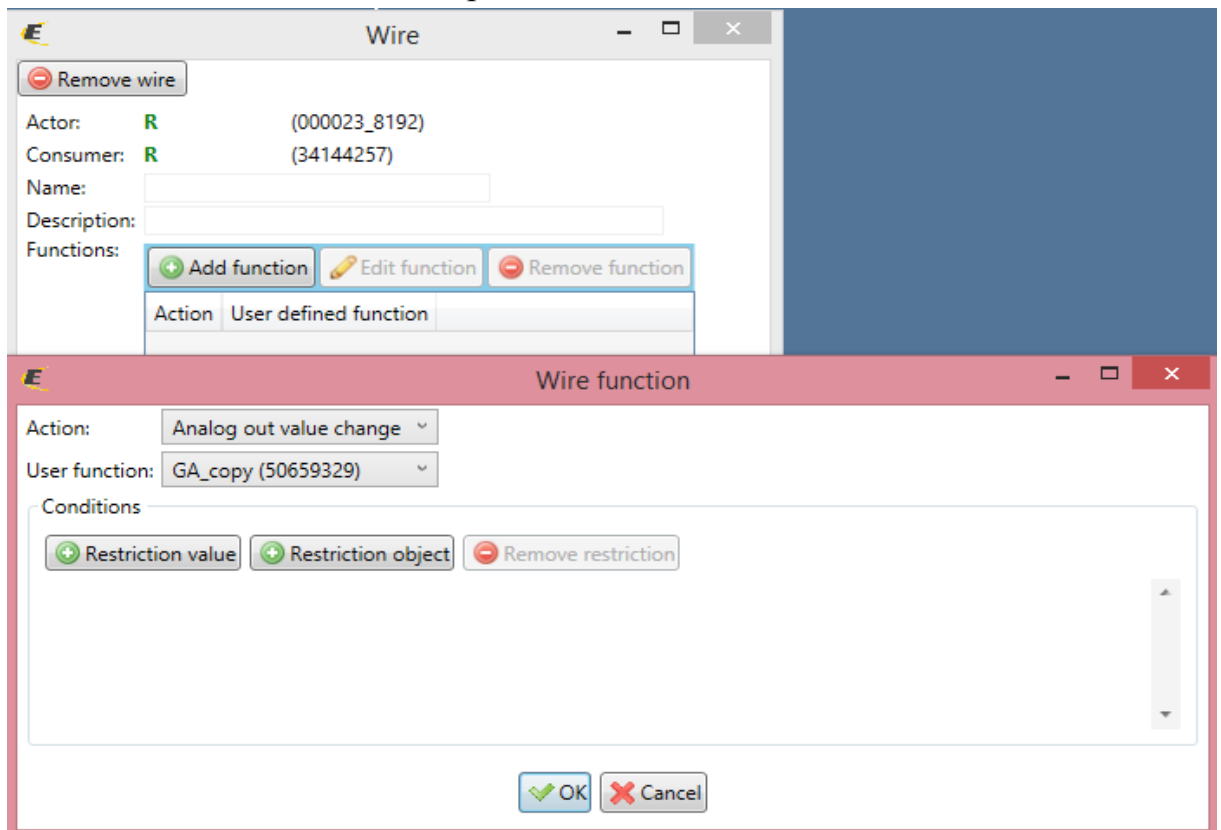 Wire
Remove wire
Actor: R (000023_8192)
Consumer: R (34144257)
Name:
Description:
Functions:
Add function Edit function Remove function
Action User defined function
Wire function
Action: Analog out value change
User function: GA_copy (50659329)
Conditions
Restriction value Restriction object Remove restriction
OK Cancel